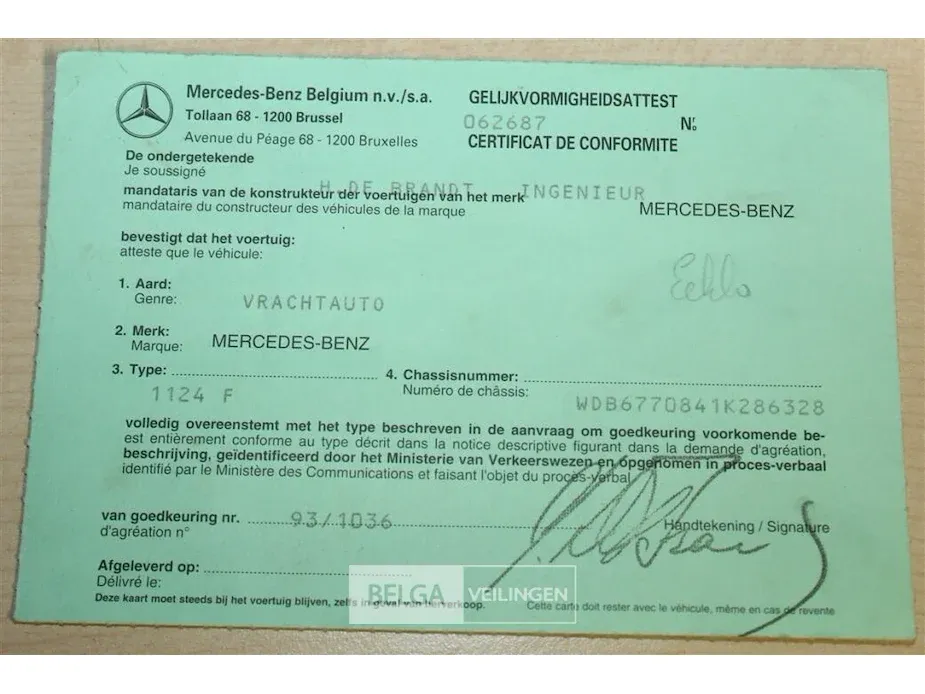 Mercedes-Benz Belgium n.v./s.a.
Tollaan 68 - 1200 Brussel
Avenue du Péage 68 - 1200 Bruxelles
GELIJKVORMIGHEIDSATTEST
062687 Nr.
CERTIFICAT DE CONFORMITE
De ondergetekende
Je soussigné
H.DE BRANDT INGENIEUR
mandataris van de konstrukteur der voertuigen van het merk
mandataire du constructeur des véhicules de la marque
MERCEDES-BENZ
bevestigt dat het voertuig:
atteste que le véhicule:
Eeklo
1. Aard:
Genre: VRACHTAUTO
2. Merk:
Marque: MERCEDES-BENZ
3. Type: 4. Chassisnummer:
1124 F Numéro de châssis: WDB6770841K286328
volledig overeenstemt met het type beschreven in de aanvraag om goedkeuring voorkomende be-
est entièrement conforme au type décrit dans la notice descriptive figurant dans la demande d'agréation,
beschrijving, geïdentificeerd door het Ministerie van Verkeerswezen en opgenomen in proces-verbaal
identifié par le Ministère des Communications et faisant l'objet du procès-verbal
van goedkeuring nr. 93/1036
d'agréation n°
Handtekening / Signature
Afgeleverd op:
Délivré le:
Deze kaart moet steeds bij het voertuig blijven, zelfs in geval van herverkoop.
Cette carte doit rester avec le véhicule, même en cas de revente
BELGA VEILINGEN